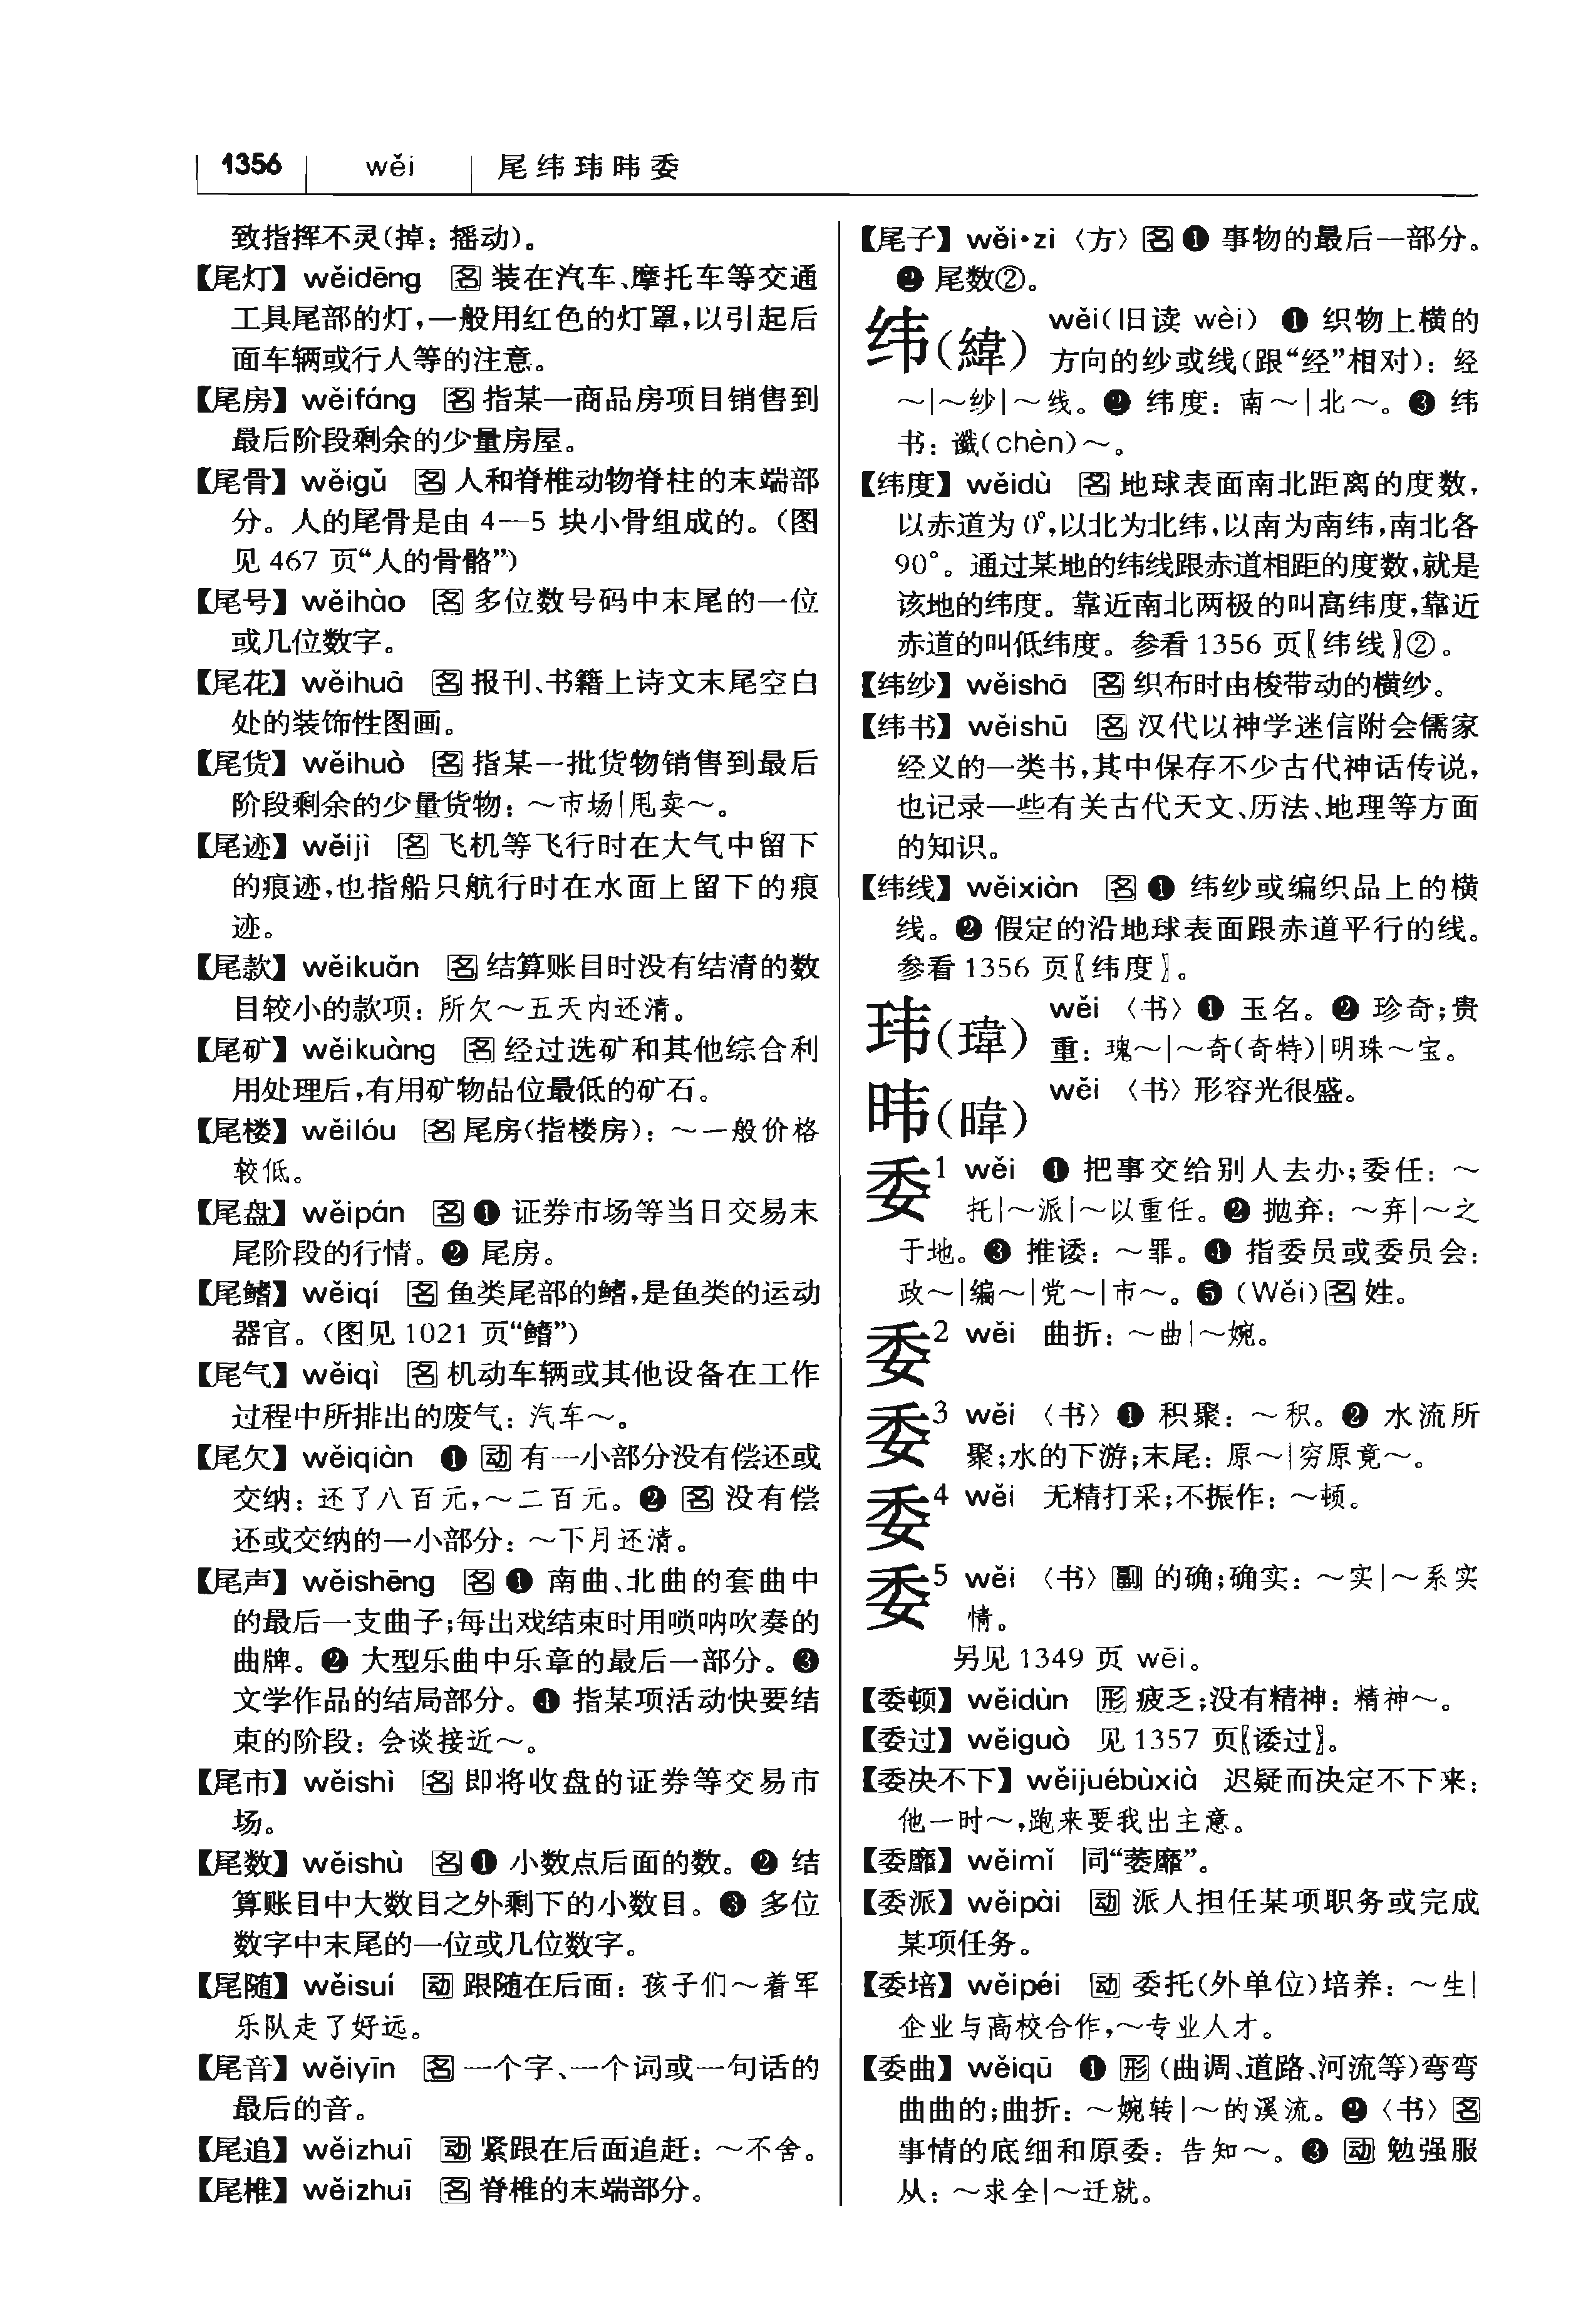 1356 wěi 尾纬玮暐委
致指挥不灵(掉：摇动)。
【尾灯】 wěidēng 名 装在汽车、摩托车等交通
工具尾部的灯，一般用红色的灯罩，以引起后
面车辆或行人等的注意。
【尾房】 wěifáng 名 指某一商品房项目销售到
最后阶段剩余的少量房屋。
【尾骨】 wěigǔ 名 人和脊椎动物脊柱的末端部
分。人的尾骨是由 4—5 块小骨组成的。(图
见 467 页“人的骨骼”)
【尾号】 wěihào 名 多位数号码中末尾的一位
或几位数字。
【尾花】 wěihuā 名 报刊、书籍上诗文末尾空白
处的装饰性图画。
【尾货】 wěihuò 名 指某一批货物销售到最后
阶段剩余的少量货物：～市场|甩卖～。
【尾迹】 wěijì 名 飞机等飞行时在大气中留下
的痕迹，也指船只航行时在水面上留下的痕
迹。
【尾款】 wěikuǎn 名 结算账目时没有结清的数
目较小的款项：所欠～五天内还清。
【尾矿】 wěikuàng 名 经过选矿和其他综合利
用处理后，有用矿物品位最低的矿石。
【尾楼】 wěilóu 名 尾房(指楼房)：～一般价格
较低。
【尾盘】 wěipán 名 ❶ 证券市场等当日交易末
尾阶段的行情。❷ 尾房。
【尾鳍】 wěiqí 名 鱼类尾部的鳍，是鱼类的运动
器官。(图见 1021 页“鳍”)
【尾气】 wěiqì 名 机动车辆或其他设备在工作
过程中所排出的废气：汽车～。
【尾欠】 wěiqiàn ❶ 动 有一小部分没有偿还或
交纳：还了八百元，～二百元。❷ 名 没有偿
还或交纳的一小部分：～下月还清。
【尾声】 wěishēng 名 ❶ 南曲、北曲的套曲中
的最后一支曲子；每出戏结束时用唢呐吹奏的
曲牌。❷ 大型乐曲中乐章的最后一部分。❸
文学作品的结局部分。❹ 指某项活动快要结
束的阶段：会谈接近～。
【尾市】 wěishì 名 即将收盘的证券等交易市
场。
【尾数】 wěishù 名 ❶ 小数点后面的数。❷ 结
算账目中大数目之外剩下的小数目。❸ 多位
数字中末尾的一位或几位数字。
【尾随】 wěisuí 动 跟随在后面：孩子们～着军
乐队走了好远。
【尾音】 wěiyīn 名 一个字、一个词或一句话的
最后的音。
【尾追】 wěizhuī 动 紧跟在后面追赶：～不舍。
【尾椎】 wěizhuī 名 脊椎的末端部分。
【尾子】 wěi•zi 〈方〉 名 ❶ 事物的最后一部分。
❷ 尾数②。
纬(緯) wěi(旧读 wèi) ❶ 织物上横的
方向的纱或线(跟“经”相对)：经
～|～纱|～线。❷ 纬度：南～|北～。❸ 纬
书：谶(chèn)～。
【纬度】 wěidù 名 地球表面南北距离的度数，
以赤道为 0°，以北为北纬，以南为南纬，南北各
90°。通过某地的纬线跟赤道相距的度数，就是
该地的纬度。靠近南北两极的叫高纬度，靠近
赤道的叫低纬度。参看 1356 页〖纬线〗②。
【纬纱】 wěishā 名 织布时由梭带动的横纱。
【纬书】 wěishū 名 汉代以神学迷信附会儒家
经义的一类书，其中保存不少古代神话传说，
也记录一些有关古代天文、历法、地理等方面
的知识。
【纬线】 wěixiàn 名 ❶ 纬纱或编织品上的横
线。❷ 假定的沿地球表面跟赤道平行的线。
参看 1356 页〖纬度〗。
玮(瑋) wěi 〈书〉 ❶ 玉名。❷ 珍奇；贵
重：瑰～|～奇(奇特)|明珠～宝。
暐(暐) wěi 〈书〉 形容光很盛。
委1 wěi ❶ 把事交给别人去办；委任：～
托|～派|～以重任。❷ 抛弃：～弃|～之
于地。❸ 推诿：～罪。❹ 指委员或委员会：
政～|编～|党～|市～。❺ (Wěi) 名 姓。
委2 wěi 曲折：～曲|～婉。
委3 wěi 〈书〉 ❶ 积聚：～积。❷ 水流所
聚；水的下游；末尾：原～|穷原竟～。
委4 wěi 无精打采；不振作：～顿。
委5 wěi 〈书〉 副 的确；确实：～实|～系实
情。
另见 1349 页 wēi。
【委顿】 wěidùn 形 疲乏；没有精神：精神～。
【委过】 wěiguò 见 1357 页〖诿过〗。
【委决不下】 wěijuébùxià 迟疑而决定不下来：
他一时～，跑来要我出主意。
【委靡】 wěimǐ 同“萎靡”。
【委派】 wěipài 动 派人担任某项职务或完成
某项任务。
【委培】 wěipéi 动 委托(外单位)培养：～生|
企业与高校合作，～专业人才。
【委曲】 wěiqū ❶ 形 (曲调、道路、河流等)弯弯
曲曲的；曲折：～婉转|～的溪流。❷〈书〉 名
事情的底细和原委：告知～。❸ 动 勉强服
从：～求全|～迁就。